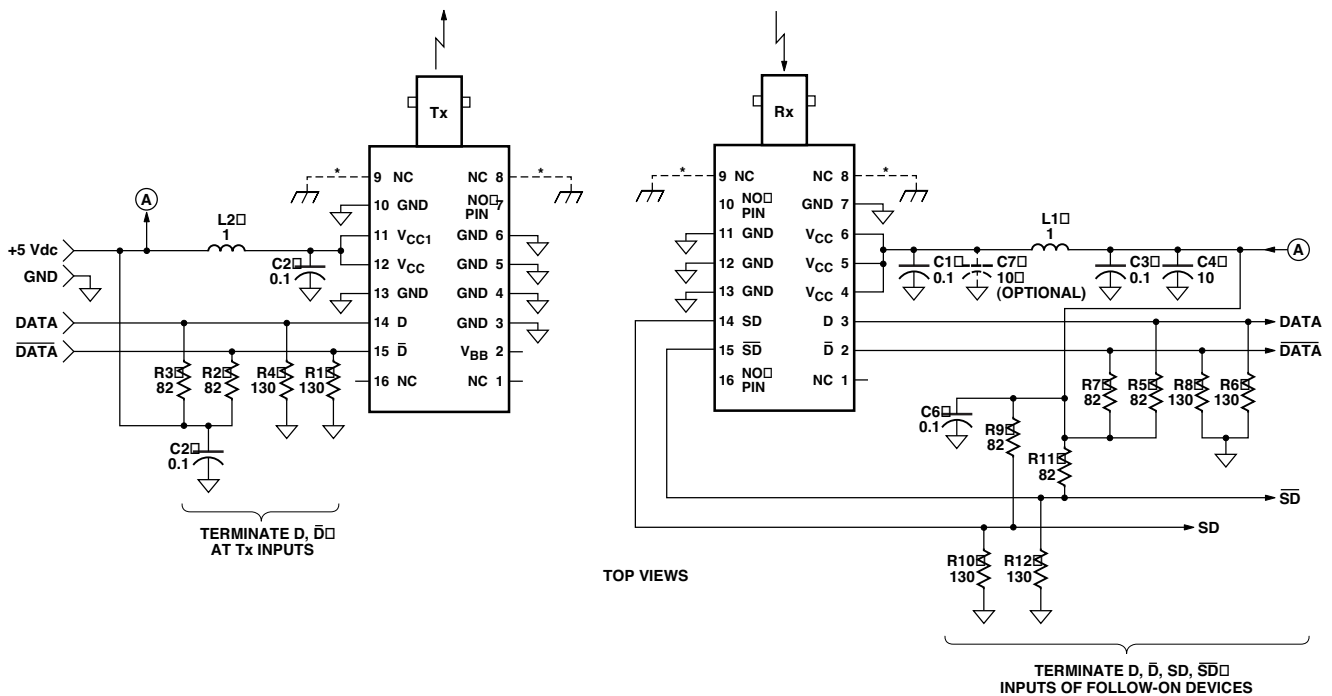 Tx
Rx
*
*
*
*
9 NC
NC 8
10 GND
NO□ PIN 7
11 VCC1
GND 6
12 VCC
GND 5
13 GND
GND 4
14 D
GND 3
15 D̅
VBB 2
16 NC
NC 1
A
L2□
1
+5 Vdc
GND
C2□
0.1
DATA
D̅A̅T̅A̅
R3□
82
R2□
82
R4□
130
R1□
130
C2□
0.1
TERMINATE D, D̅□
AT Tx INPUTS
9 NC
NC 8
10 NO□
PIN
GND 7
11 GND
VCC 6
12 GND
VCC 5
13 GND
VCC 4
14 SD
D 3
15 S̅D̅
D̅ 2
16 NO□
PIN
NC 1
L1□
1
A
C1□
0.1
C7□
10□
(OPTIONAL)
C3□
0.1
C4□
10
DATA
D̅A̅T̅A̅
R7□
82
R5□
82
R8□
130
R6□
130
C6□
0.1
R9□
82
R11□
82
S̅D̅
SD
R10□
130
R12□
130
TOP VIEWS
TERMINATE D, D̅, SD, S̅D̅□
INPUTS OF FOLLOW-ON DEVICES